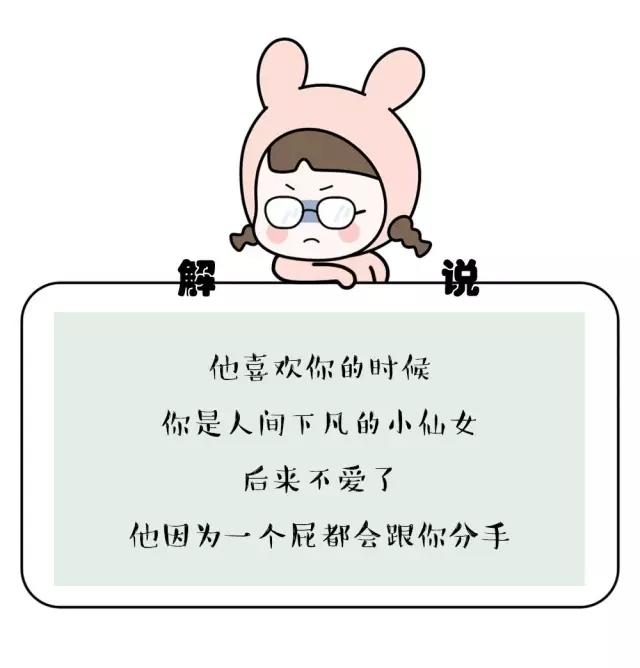 解 说
他喜欢你的时候
你是人间下凡的小仙女
后来不爱了
他因为一个屁都会跟你分手